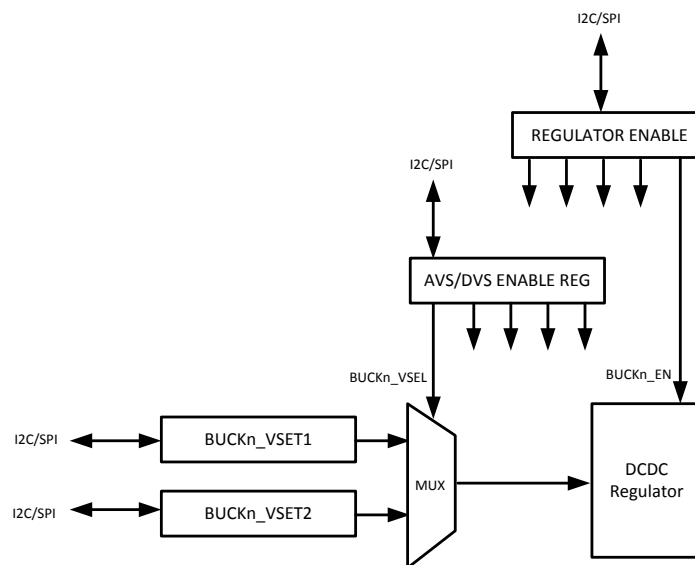 I2C/SPI
REGULATOR ENABLE
I2C/SPI
AVS/DVS ENABLE REG
BUCKn_VSEL
BUCKn_EN
I2C/SPI
BUCKn_VSET1
MUX
DCDC
Regulator
I2C/SPI
BUCKn_VSET2